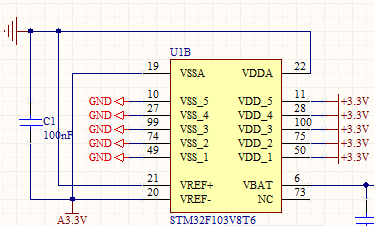 U1B
19 VSSA VDDA 22
GND 10 VSS_5 VDD_5 11 +3.3V
GND 27 VSS_4 VDD_4 28 +3.3V
GND 99 VSS_3 VDD_3 100 +3.3V
GND 74 VSS_2 VDD_2 75 +3.3V
GND 49 VSS_1 VDD_1 50 +3.3V
C1
100nF
21 VREF+ VBAT 6
20 VREF- NC 73
A3.3V
STM32F103V8T6